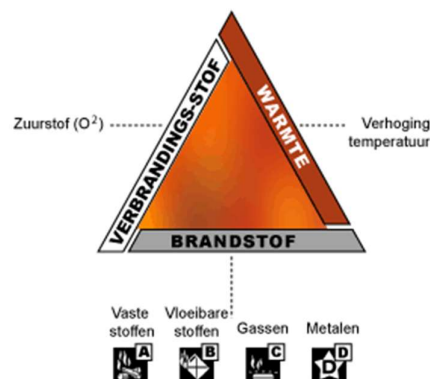 VERBRANDINGS-STOF
WARMTE
Zuurstof (O²)
Verhoging
temperatuur
BRANDSTOF
Vaste
stoffen
Vloeibare
stoffen
Gassen
Metalen
A
B
C
D
D